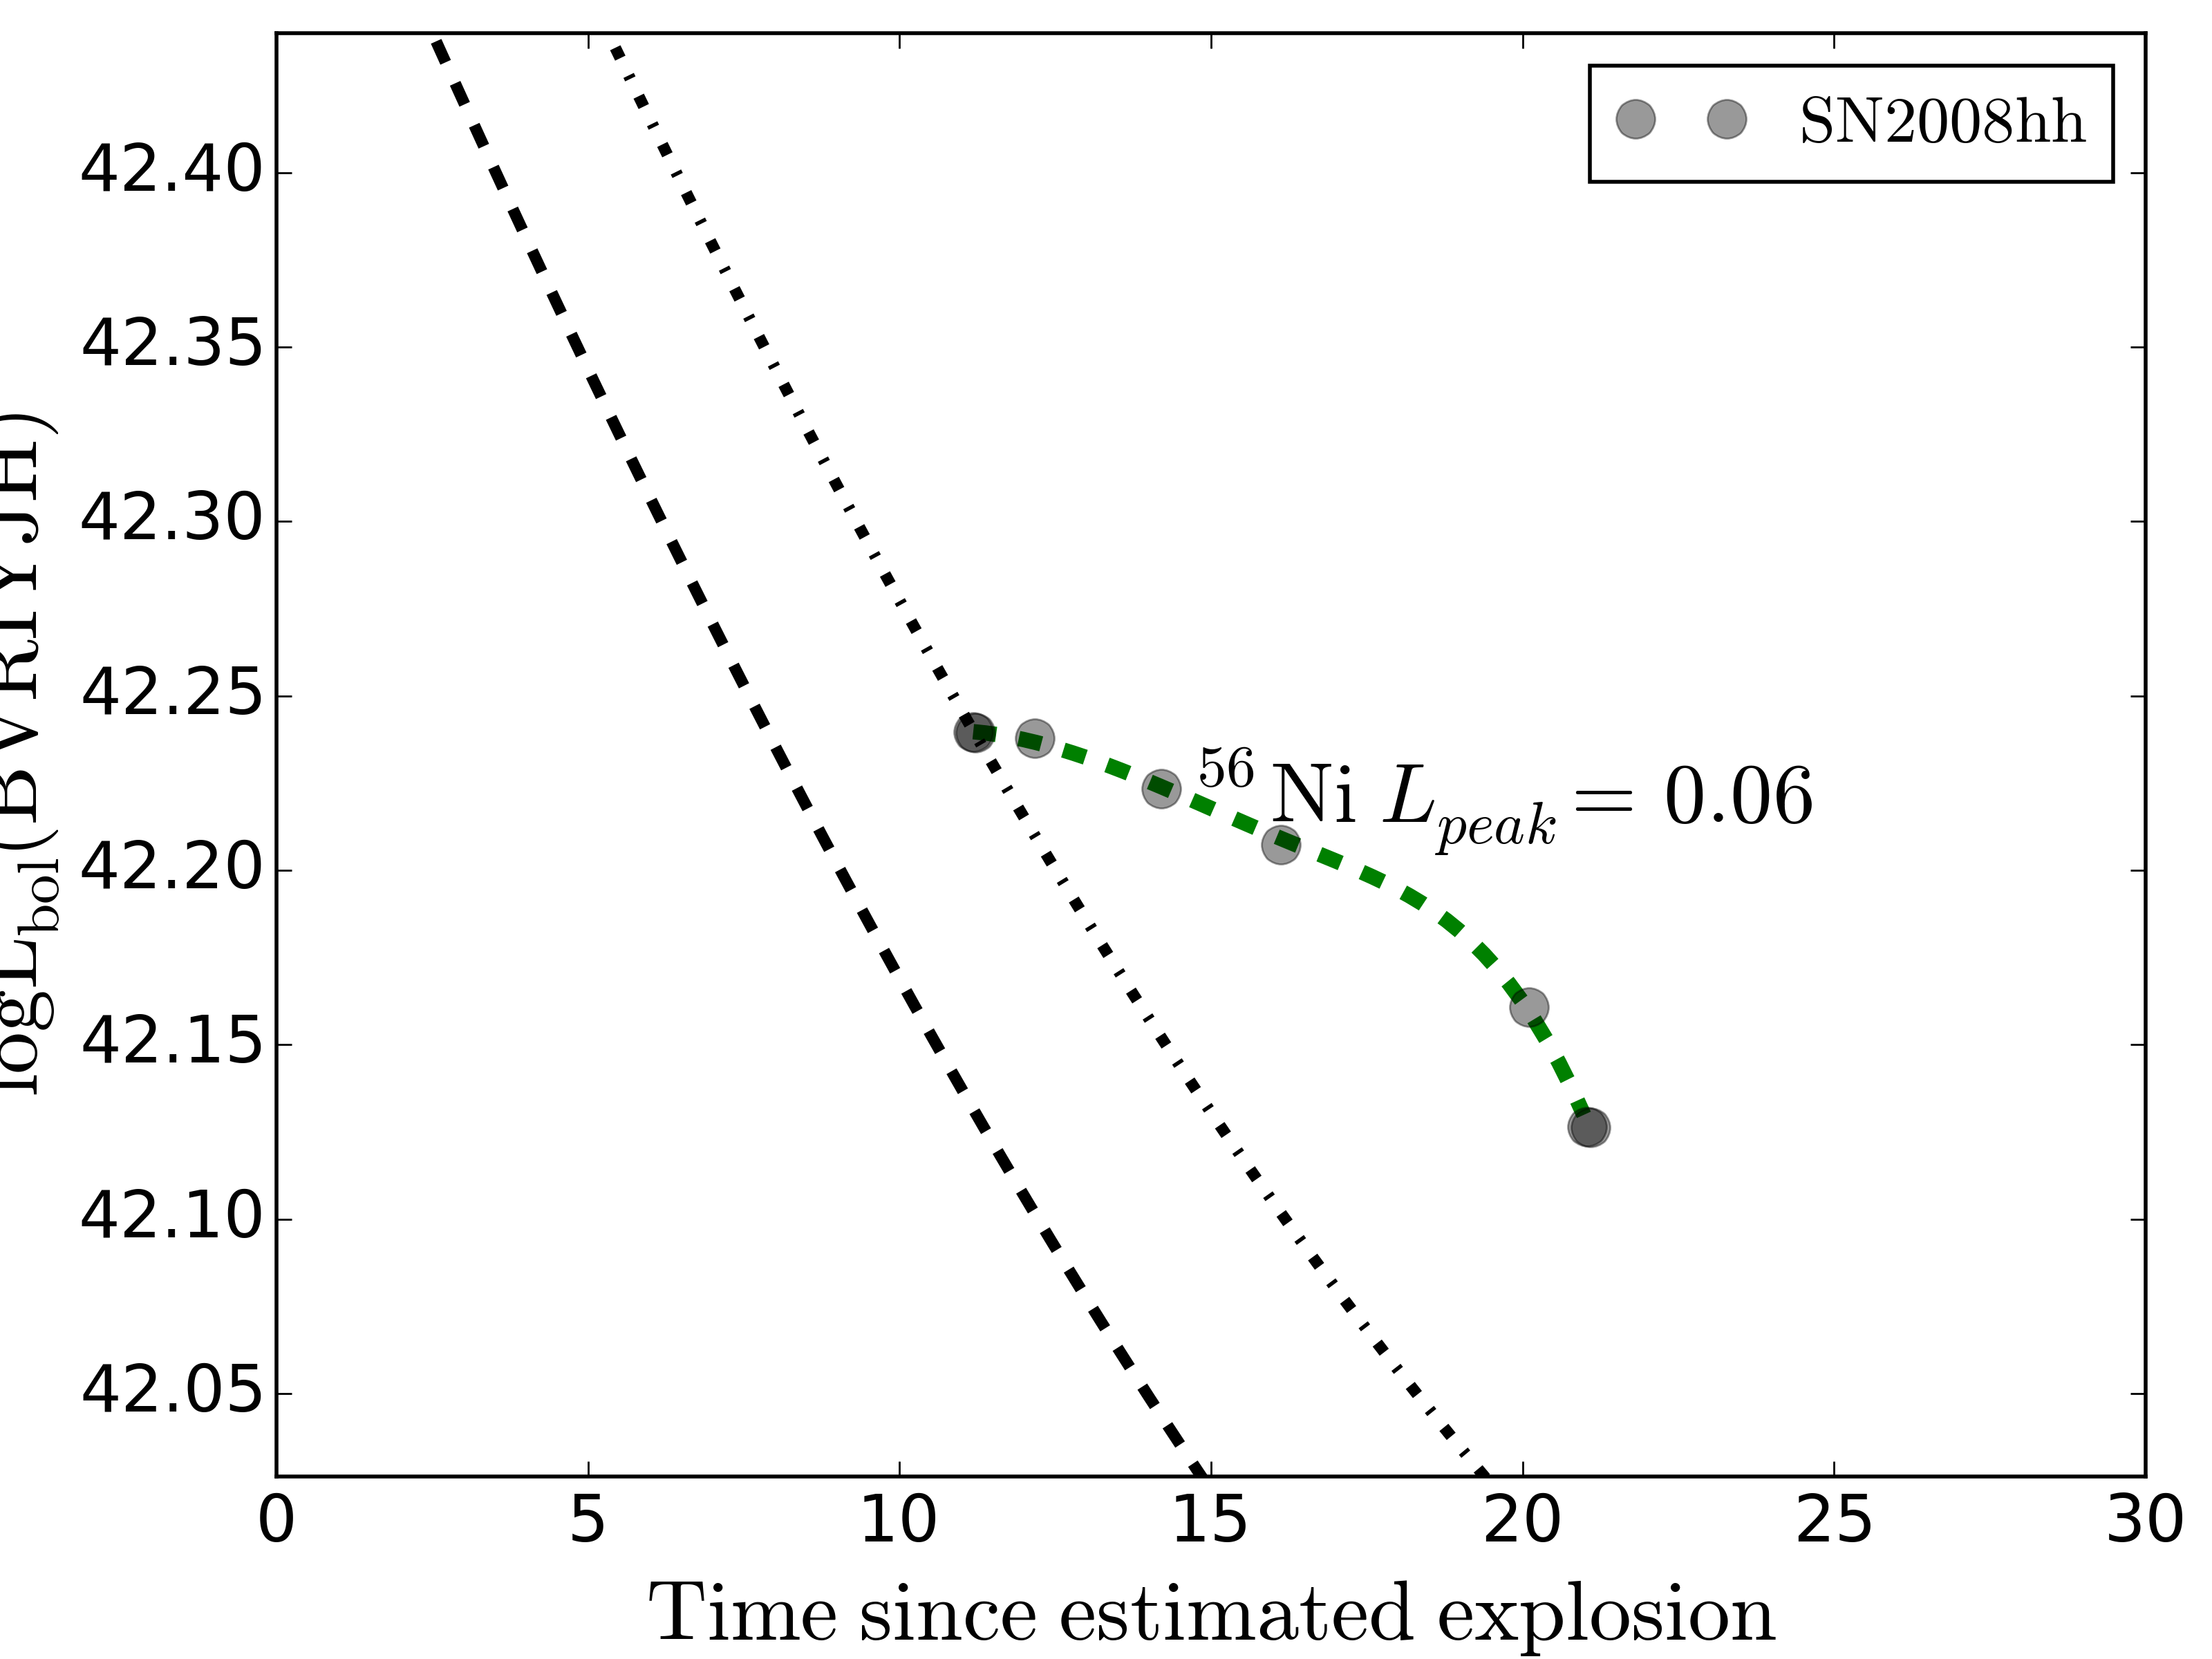 SN2008hh
42.40
42.35
42.30
42.25
42.20
42.15
42.10
42.05
logL_bol(BVRIYJH)
^56Ni L_peak = 0.06
0 5 10 15 20 25 30
Time since estimated explosion